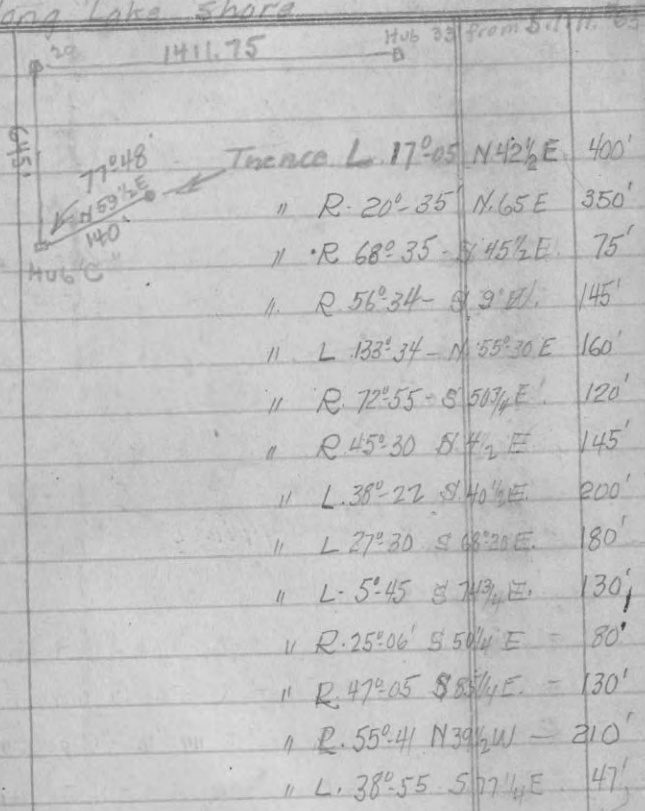 Lake Shore
29 1411.75 Hub 33 from
645'
77°48'
N 59½ E
140'
Hub "C"
Thence L. 17°-05 N.42½ E. 400'
" R. 20°-35' N.65 E 350'
" R 68°-35 - S 45½ E. 75'
" R 56°-34 - S 9° W. 145'
" L. 133°-34 - N. 55°-30 E 160'
" R. 72°-55 - S 50¾ E. 120'
" R 45°-30 S 4½ E 145'
" L. 38°-22 S 40½ E. 200'
" L 27°-30 S 68°-20 E. 180'
" L - 5°-45 S 74¾ E. 130'
" R. 25°-06' S 50¼ E = 80'
" R 47°-05 S E. - 130'
" R. 55°-41 N 39½ W - 210'
" L. 38°-55 S 77¼ E 47'